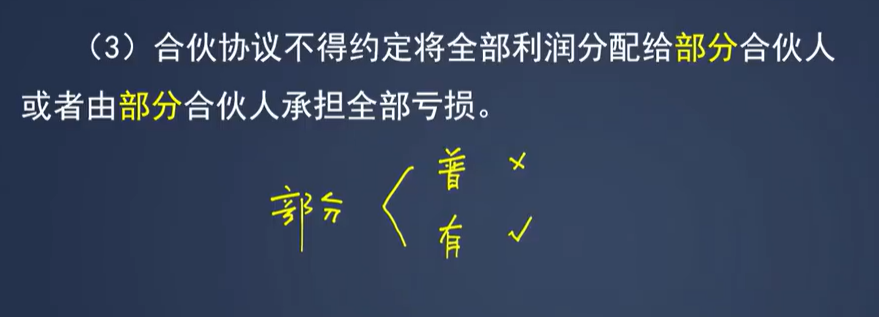 （3）合伙协议不得约定将全部利润分配给部分合伙人
或者由部分合伙人承担全部亏损。
普 ×
部分
有 ✓